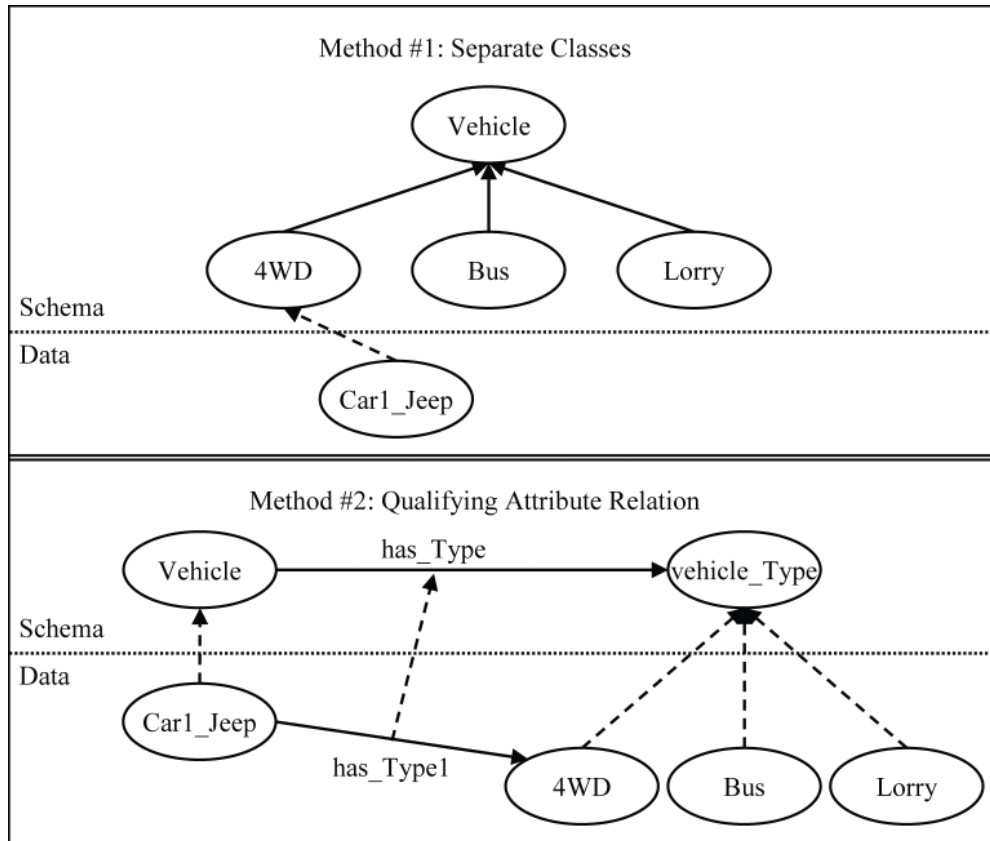 Method #1: Separate Classes
Vehicle
4WD
Bus
Lorry
Schema
Data
Car1_Jeep
Method #2: Qualifying Attribute Relation
has_Type
Vehicle
vehicle_Type
Schema
Data
Car1_Jeep
has_Type1
4WD
Bus
Lorry